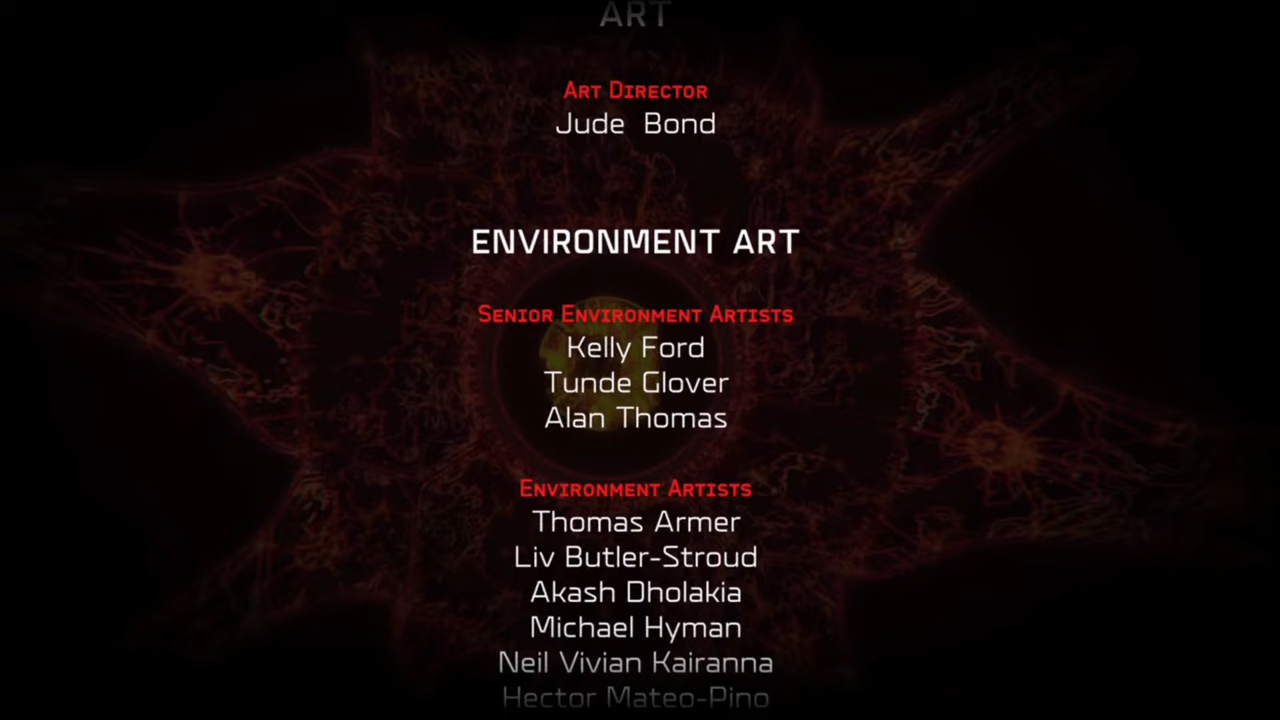 ART
Art Director
Jude Bond
ENVIRONMENT ART
Senior Environment Artists
Kelly Ford
Tunde Glover
Alan Thomas
Environment Artists
Thomas Armer
Liv Butler-Stroud
Akash Dholakia
Michael Hyman
Neil Vivian Kairanna
Hector Mateo-Pino